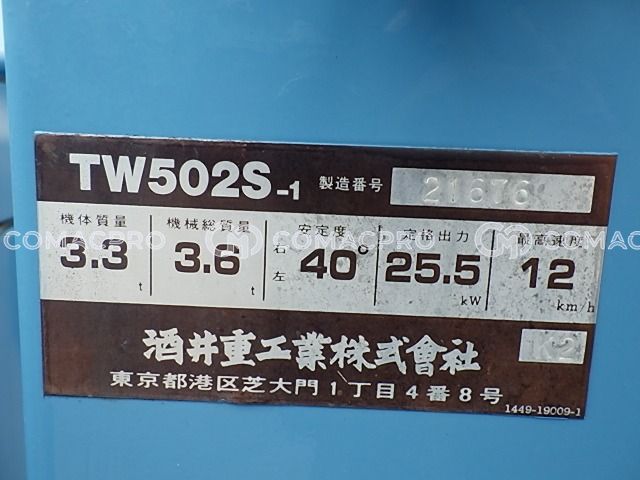 TW502S-1 製造番号 21676
機体質量 機械総質量 安定度 定格出力 最高速度
3.3 t 3.6 t 右 左 40° 25.5 kW 12 km/h
酒井重工業株式會社 K2
東京都港区芝大門1丁目4番8号
1449-19009-1
COMACPRO COMACPRO COMACPRO